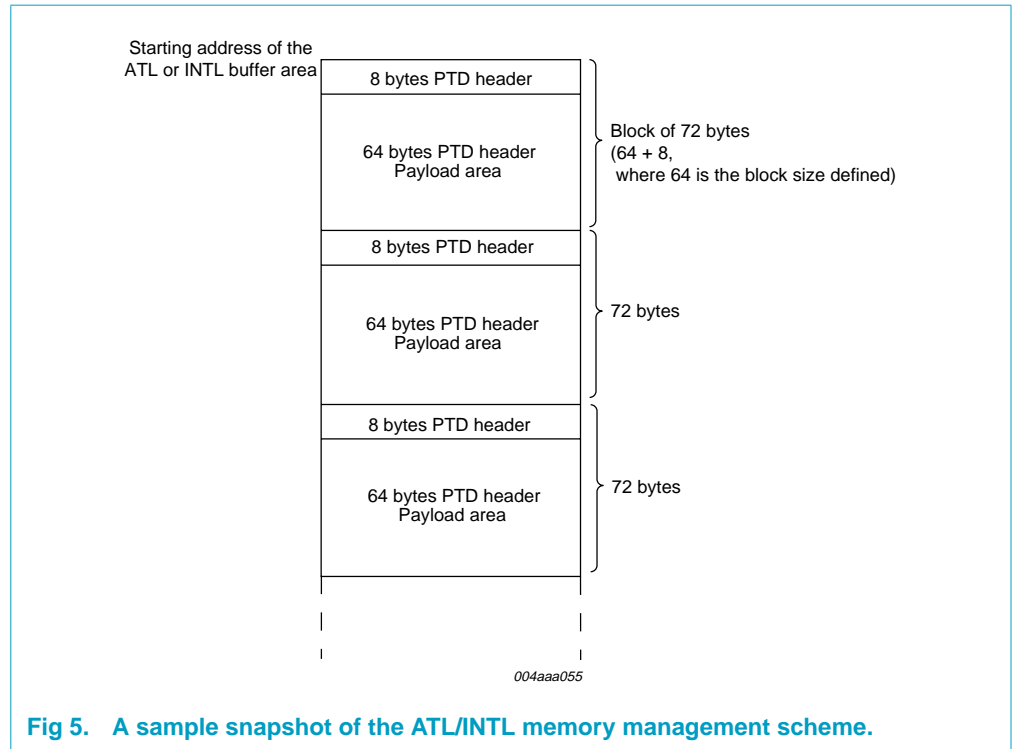 Starting address of the
ATL or INTL buffer area
8 bytes PTD header
64 bytes PTD header
Payload area
Block of 72 bytes
(64 + 8,
where 64 is the block size defined)
8 bytes PTD header
64 bytes PTD header
Payload area
72 bytes
8 bytes PTD header
64 bytes PTD header
Payload area
72 bytes
004aaa055
Fig 5. A sample snapshot of the ATL/INTL memory management scheme.